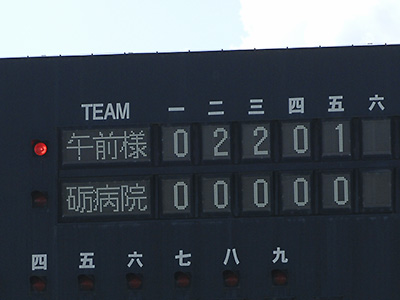 TEAM 一 二 三 四 五 六
午前様 0 2 2 0 1
砺病院 0 0 0 0 0
四 五 六 七 八 九